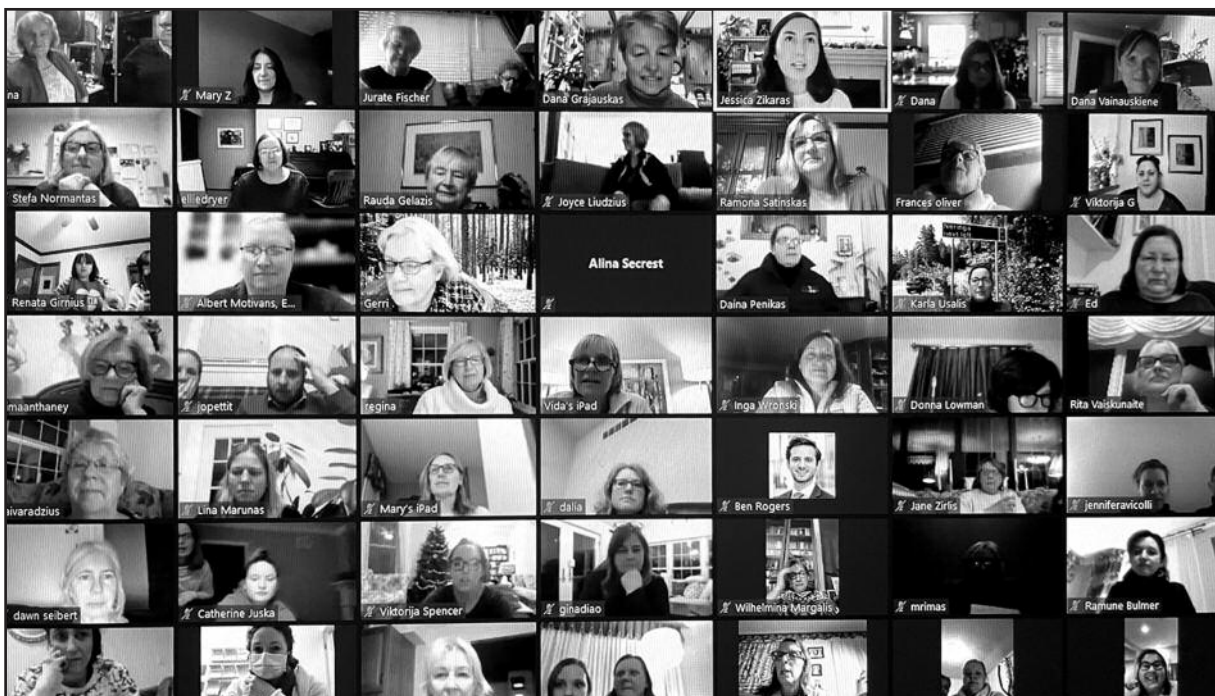 na
Mary Z
Jurate Fischer
Dana Grajauskas
Jessica Zikaras
Dana
Dana Vainauskiene
Stefa Normantas
elliedryer
Rauda Gelazis
Joyce Liudzius
Ramona Satinskas
Frances oliver
Viktorija G
Renata Girnius
Albert Motivans, E...
Gerri
Alina Secrest
Daina Penikas
Karla Usalis
Ed
maanthaney
jopettit
regina
Vida's iPad
Inga Wronski
Donna Lowman
Rita Vaiskunaite
aivaradzius
Lina Marunas
Mary's iPad
dalia
Ben Rogers
Jane Zirlis
jenniferavicolli
dawn seibert
Catherine Juska
Viktorija Spencer
ginadiao
Wilhelmina Margalis
mrimas
Ramune Bulmer